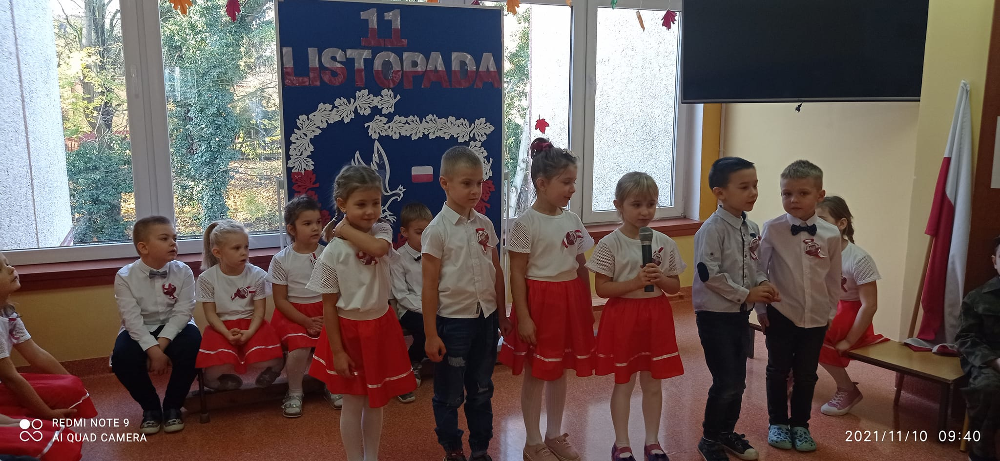 11
LISTOPADA
REDMI NOTE 9
AI QUAD CAMERA
2021/11/10 09:40